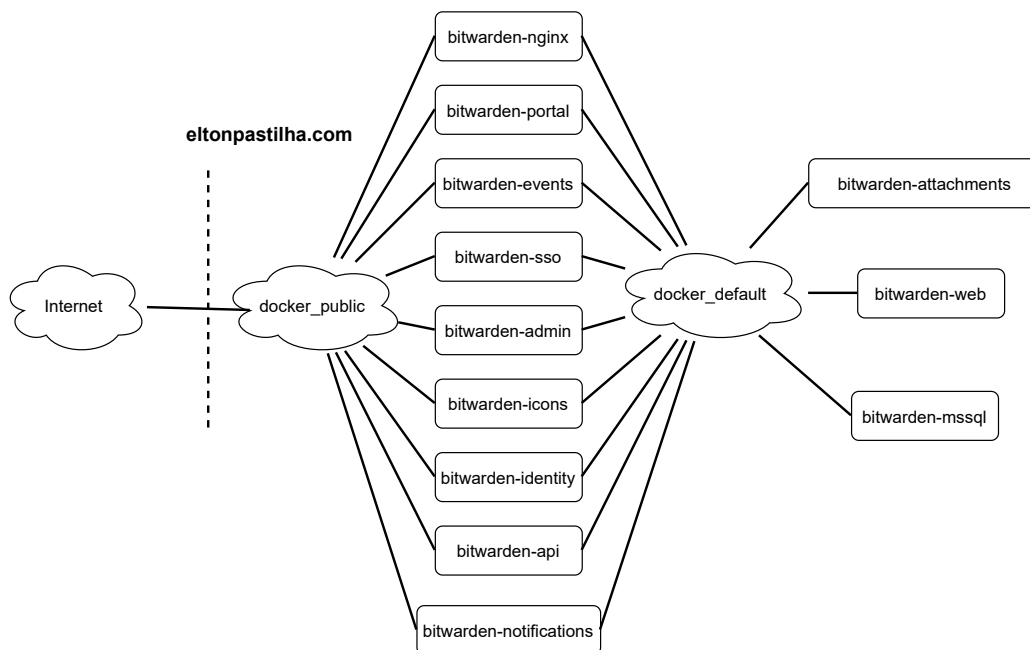 bitwarden-nginx
bitwarden-portal
eltonpastilha.com
bitwarden-events
bitwarden-attachments
bitwarden-sso
Internet
docker_public
docker_default
bitwarden-web
bitwarden-admin
bitwarden-icons
bitwarden-mssql
bitwarden-identity
bitwarden-api
bitwarden-notifications